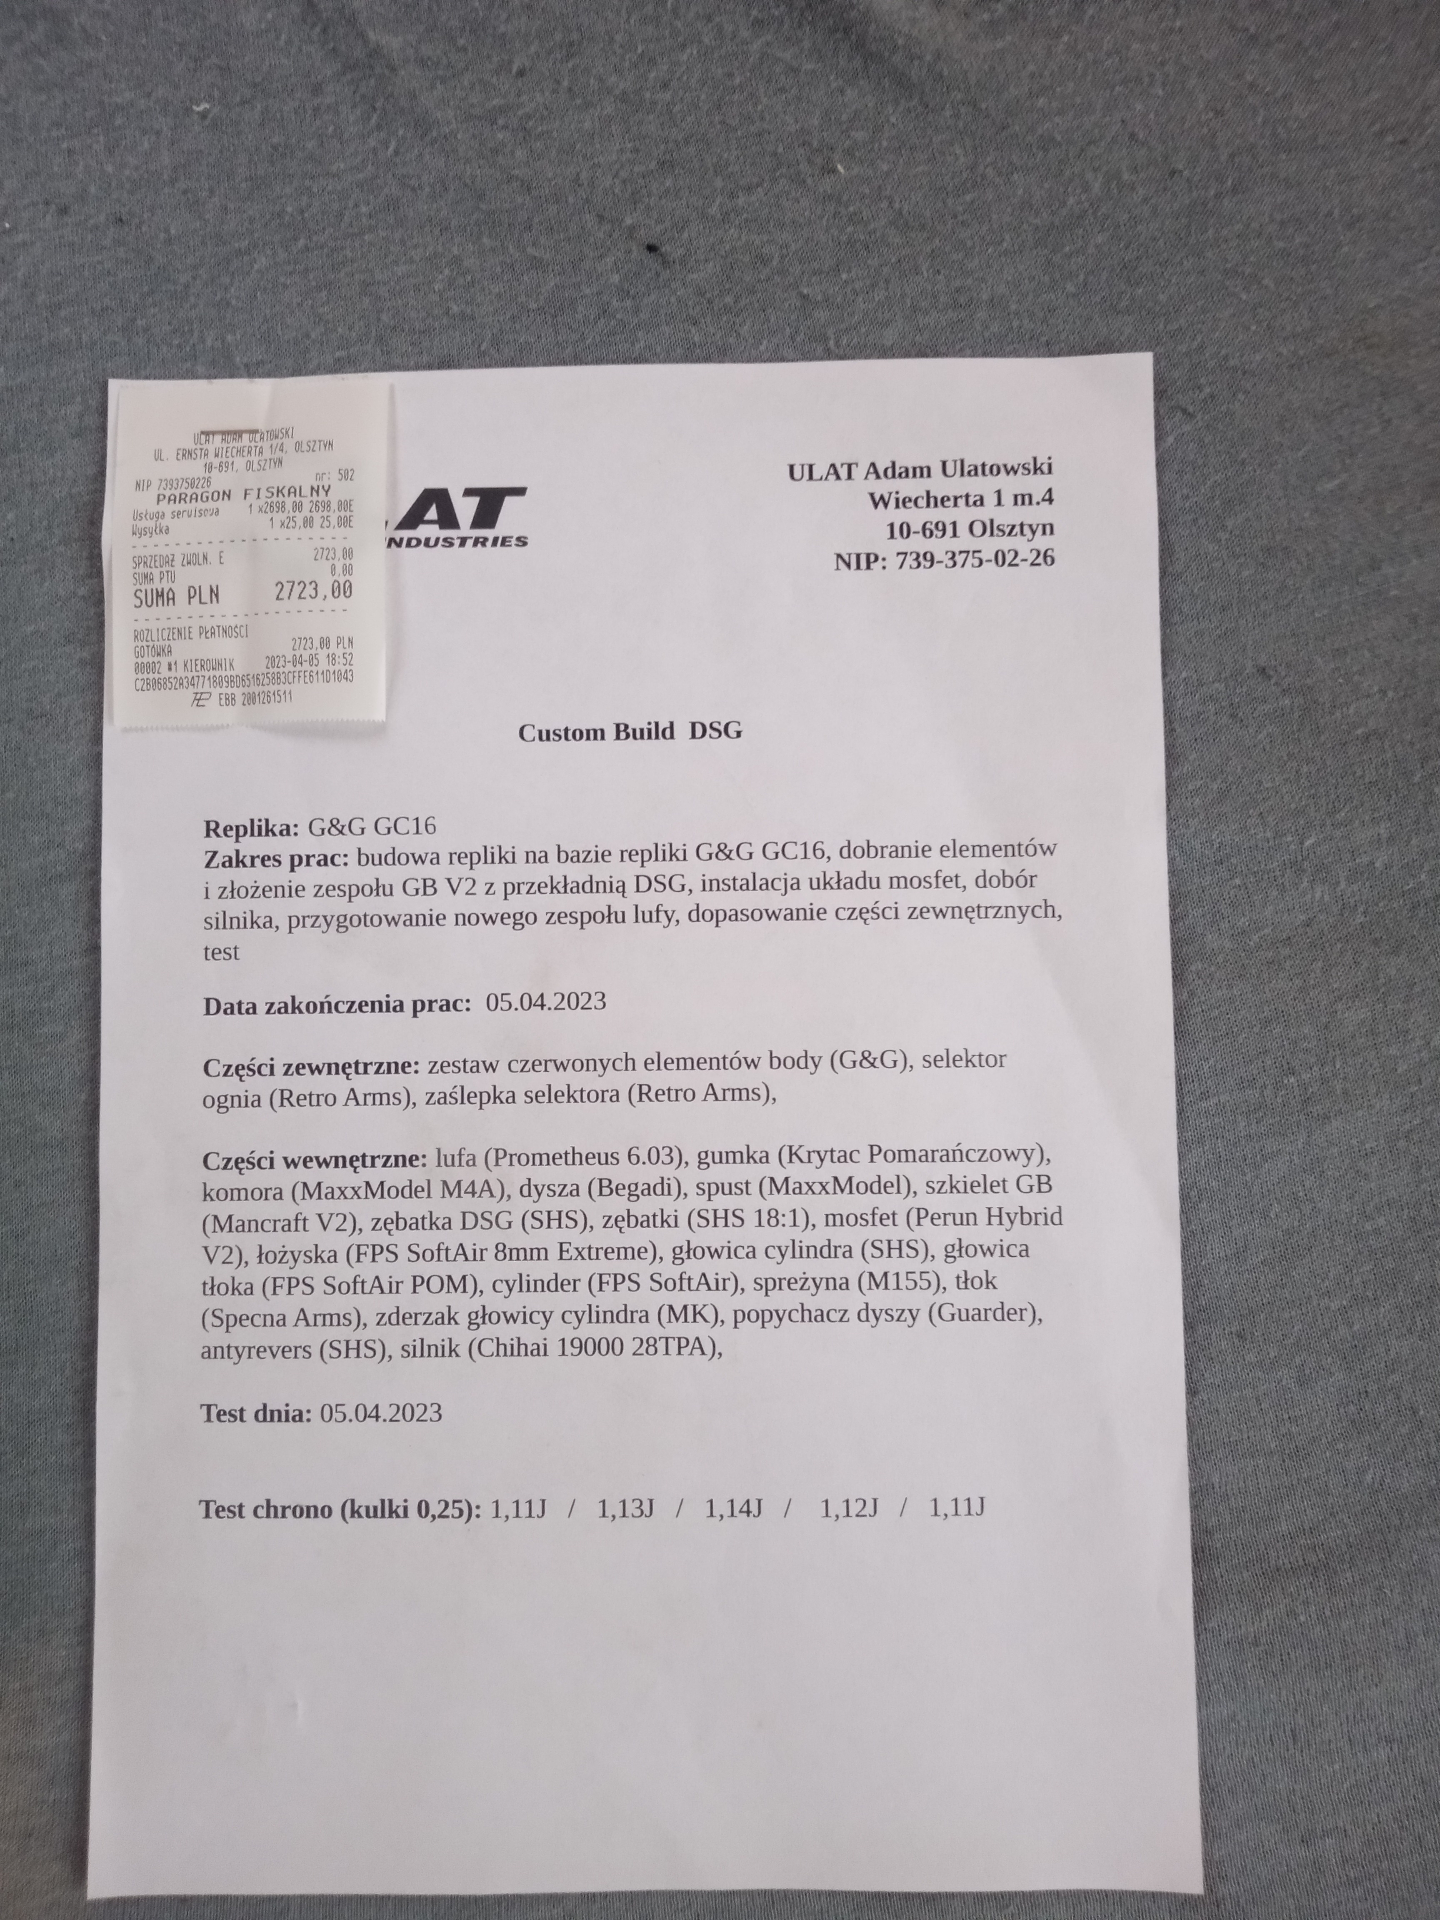 ULAT ADAM ULATOWSKI
UL. ERNSTA WIECHERTA 1/4, OLSZTYN
10-691, OLSZTYN
NIP 7393750226 nr: 502
PARAGON FISKALNY
Usługa serwisowa 1 x2698,00 2698,00E
Wysyłka 1 x25,00 25,00E
SPRZEDAŻ ZWOLN. E 2723,00
SUMA PTU 0,00
SUMA PLN 2723,00
ROZLICZENIE PŁATNOŚCI
GOTÓWKA 2723,00 PLN
00002 #1 KIEROWNIK 2023-04-05 18:52
C2B06852A34771809BD6516258B3CFFE611D1043
EBB 2001261511
AT
NDUSTRIES
ULAT Adam Ulatowski
Wiecherta 1 m.4
10-691 Olsztyn
NIP: 739-375-02-26
Custom Build DSG
Replika: G&G GC16
Zakres prac: budowa repliki na bazie repliki G&G GC16, dobranie elementów
i złożenie zespołu GB V2 z przekładnią DSG, instalacja układu mosfet, dobór
silnika, przygotowanie nowego zespołu lufy, dopasowanie części zewnętrznych,
test
Data zakończenia prac: 05.04.2023
Części zewnętrzne: zestaw czerwonych elementów body (G&G), selektor
ognia (Retro Arms), zaślepka selektora (Retro Arms),
Części wewnętrzne: lufa (Prometheus 6.03), gumka (Krytac Pomarańczowy),
komora (MaxxModel M4A), dysza (Begadi), spust (MaxxModel), szkielet GB
(Mancraft V2), zębatka DSG (SHS), zębatki (SHS 18:1), mosfet (Perun Hybrid
V2), łożyska (FPS SoftAir 8mm Extreme), głowica cylindra (SHS), głowica
tłoka (FPS SoftAir POM), cylinder (FPS SoftAir), spreżyna (M155), tłok
(Specna Arms), zderzak głowicy cylindra (MK), popychacz dyszy (Guarder),
antyrevers (SHS), silnik (Chihai 19000 28TPA),
Test dnia: 05.04.2023
Test chrono (kulki 0,25): 1,11J / 1,13J / 1,14J / 1,12J / 1,11J